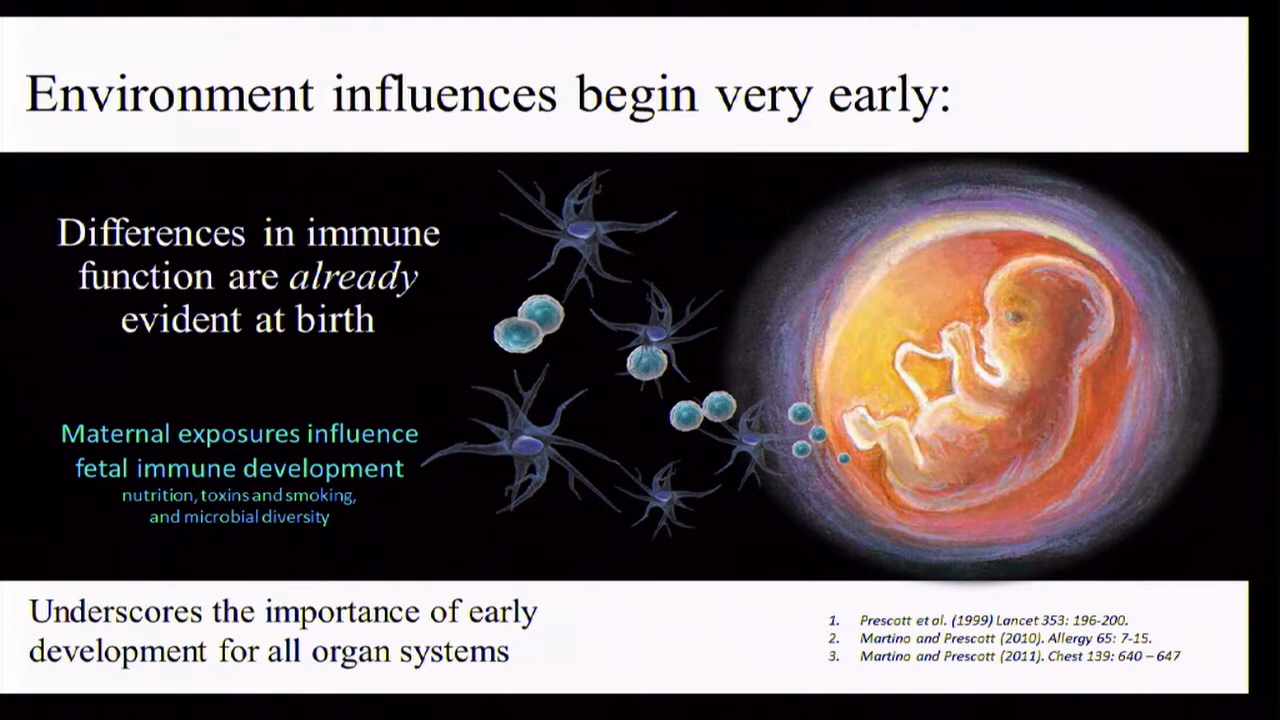 Environment influences begin very early:
Differences in immune
function are already
evident at birth
Maternal exposures influence
fetal immune development
nutrition, toxins and smoking,
and microbial diversity
Underscores the importance of early
development for all organ systems
1. Prescott et al. (1999) Lancet 353: 196-200.
2. Martino and Prescott (2010). Allergy 65: 7-15.
3. Martino and Prescott (2011). Chest 139: 640 – 647